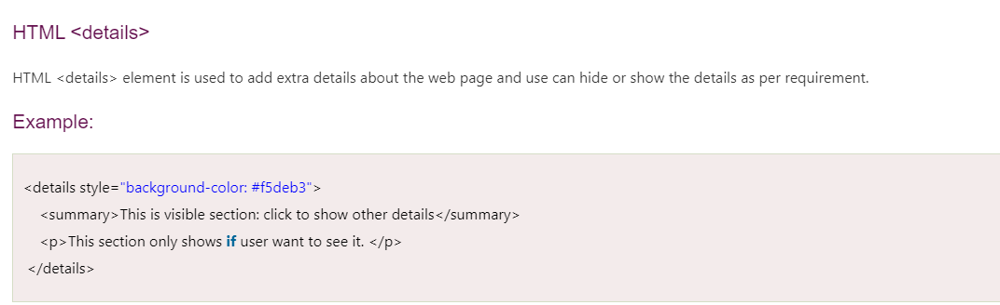 HTML <details>
HTML <details> element is used to add extra details about the web page and use can hide or show the details as per requirement.
Example:
<details style="background-color: #f5deb3">
<summary>This is visible section: click to show other details</summary>
<p>This section only shows if user want to see it. </p>
</details>